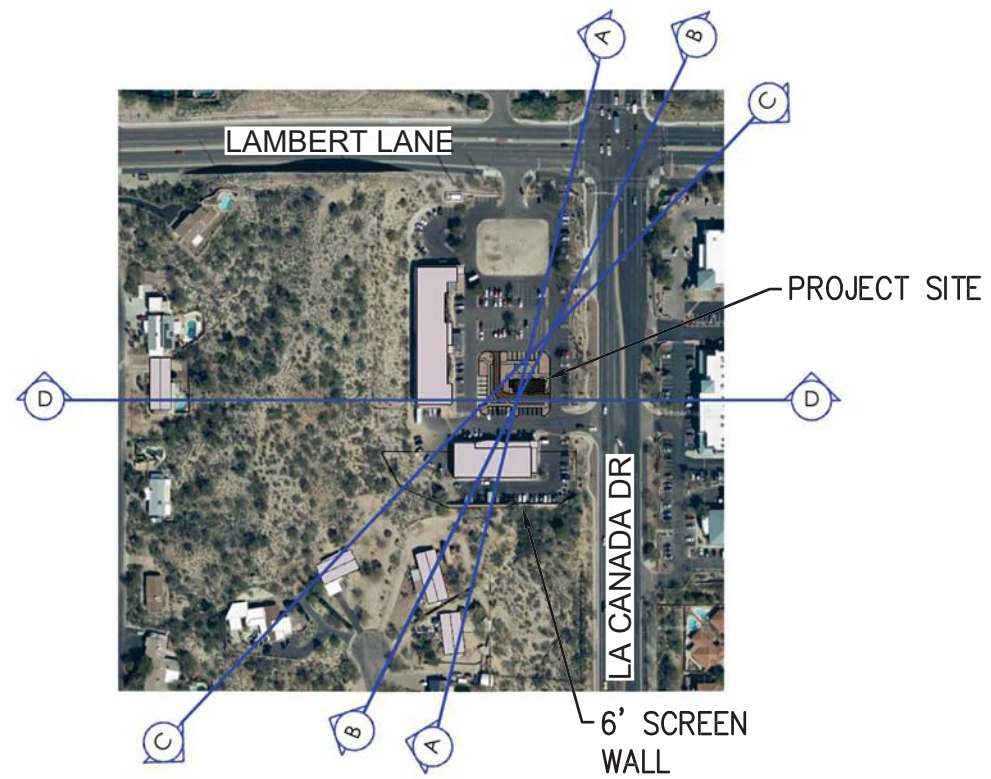 A
B
C
LAMBERT LANE
PROJECT SITE
D
D
LA CANADA DR
C
B
A
6' SCREEN
WALL